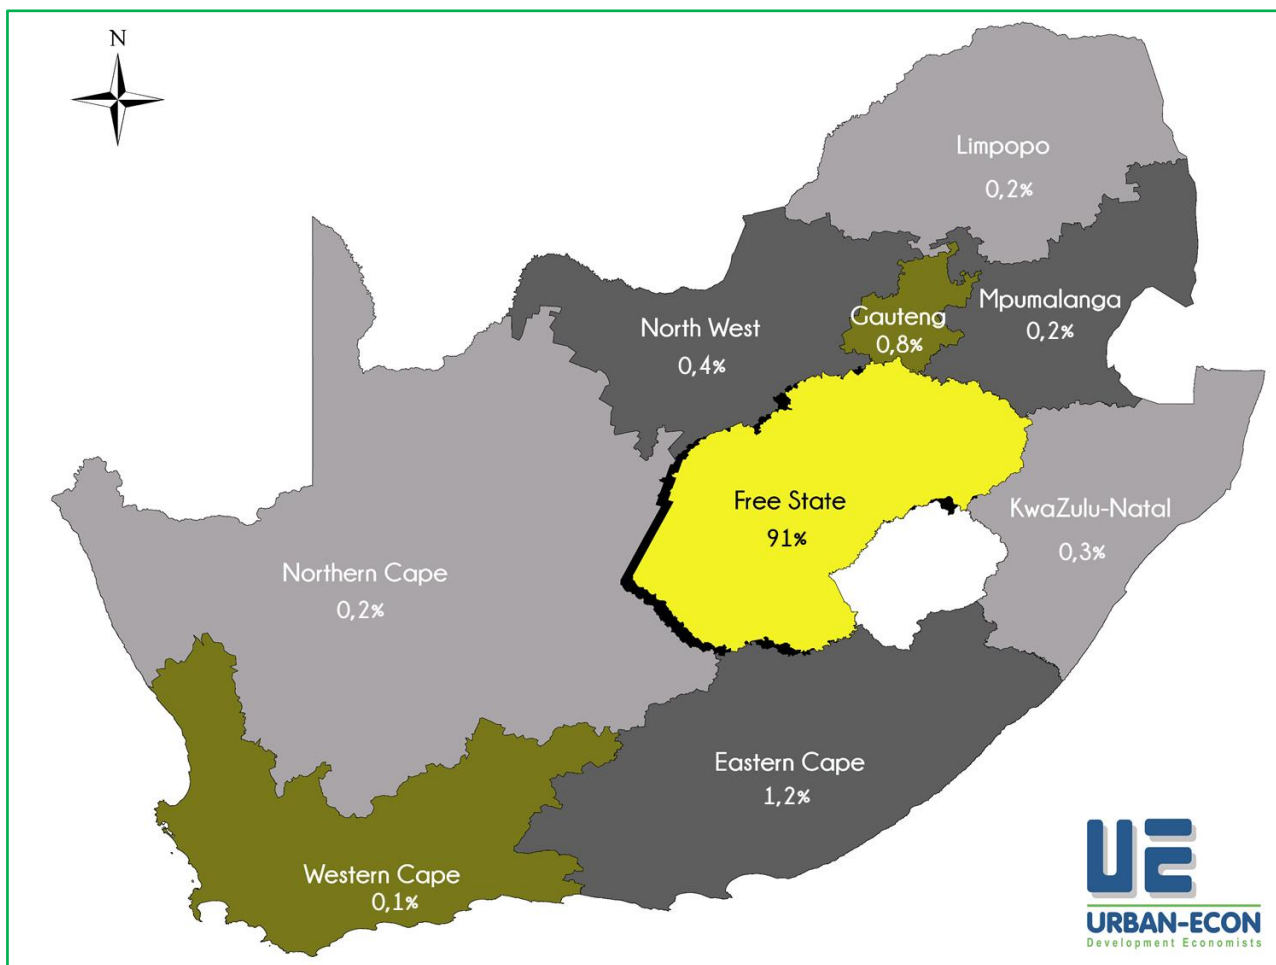 N
Limpopo
0,2%
Mpumalanga
0,2%
Gauteng
0,8%
North West
0,4%
Free State
91%
KwaZulu-Natal
0,3%
Northern Cape
0,2%
Eastern Cape
1,2%
Western Cape
0,1%
UE
URBAN-ECON
Development Economists